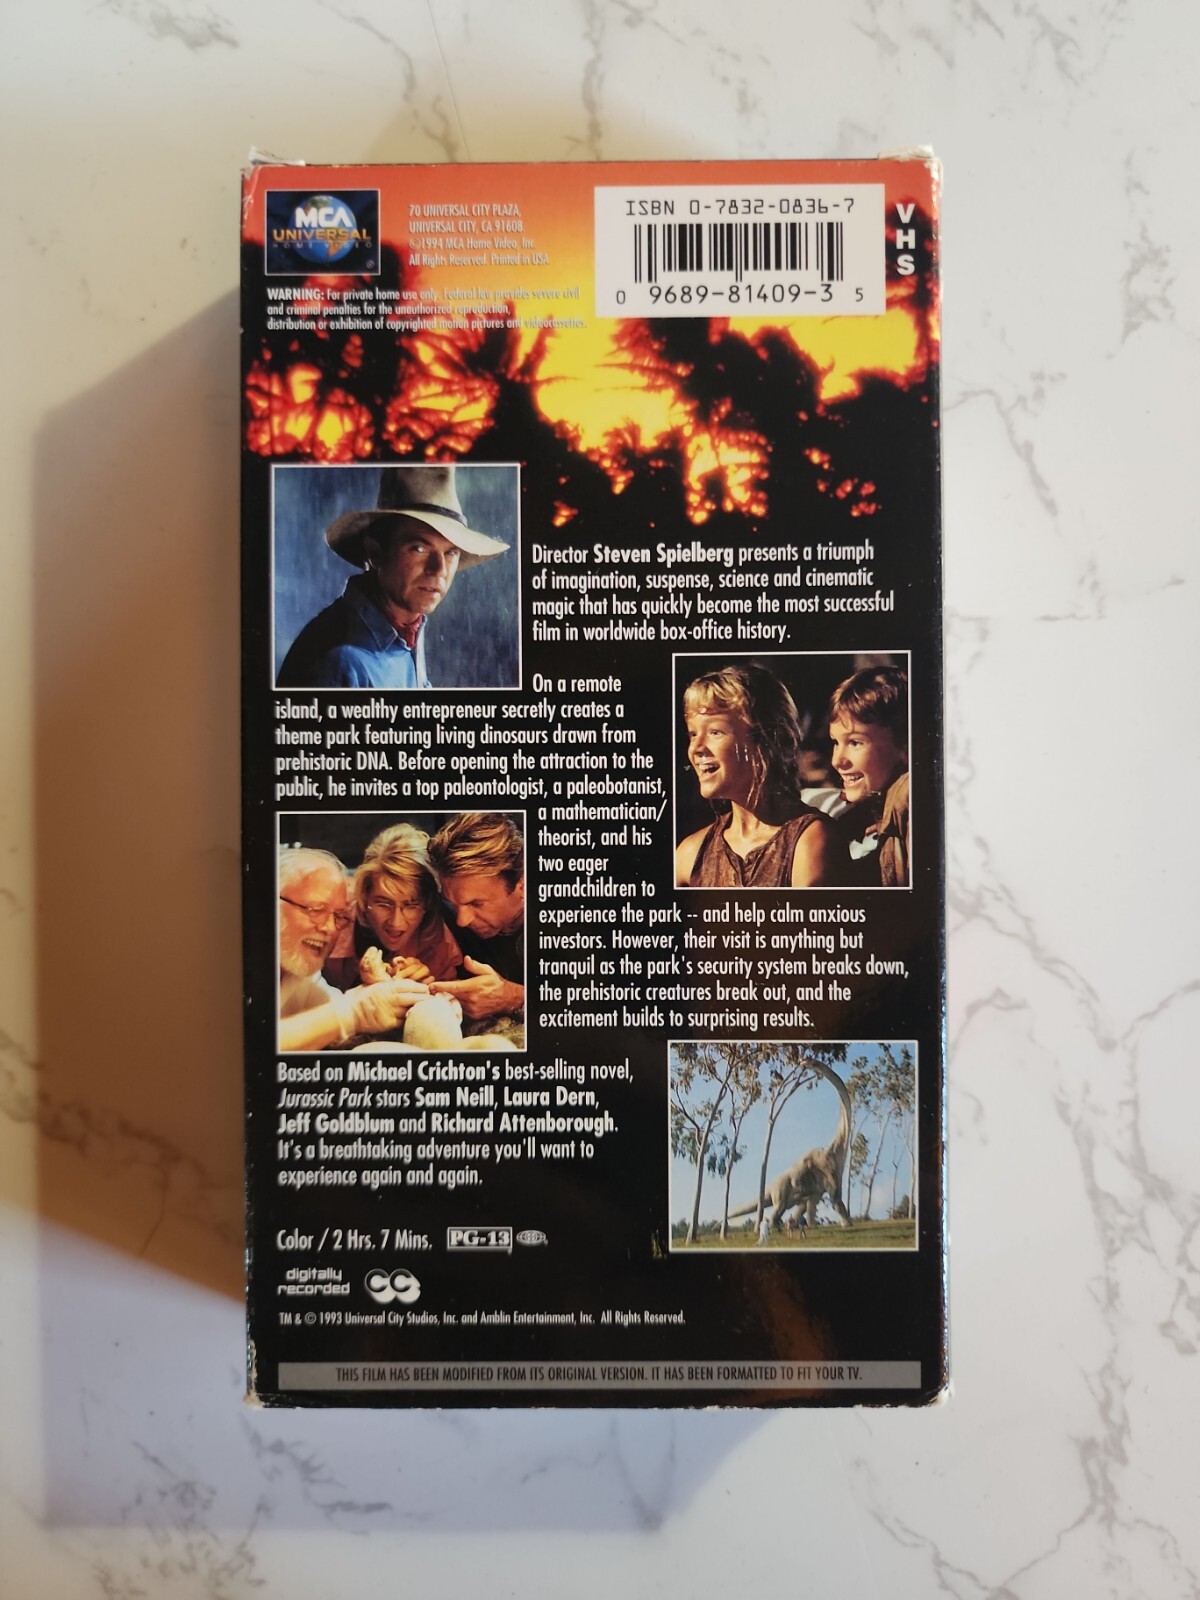 MCA
UNIVERSAL
HOME VIDEO
70 UNIVERSAL CITY PLAZA,
UNIVERSAL CITY, CA 91608.
©1994 MCA Home Video, Inc.
All Rights Reserved. Printed in USA
WARNING: For private home use only. Federal law provides severe civil
and criminal penalties for the unauthorized reproduction,
distribution or exhibition of copyrighted motion pictures and videocassettes.
ISBN 0-7832-0836-7
0 9689-81409-3 5
VHS
Director Steven Spielberg presents a triumph
of imagination, suspense, science and cinematic
magic that has quickly become the most successful
film in worldwide box-office history.
On a remote
island, a wealthy entrepreneur secretly creates a
theme park featuring living dinosaurs drawn from
prehistoric DNA. Before opening the attraction to the
public, he invites a top paleontologist, a paleobotanist,
a mathematician/
theorist, and his
two eager
grandchildren to
experience the park -- and help calm anxious
investors. However, their visit is anything but
tranquil as the park's security system breaks down,
the prehistoric creatures break out, and the
excitement builds to surprising results.
Based on Michael Crichton's best-selling novel,
Jurassic Park stars Sam Neill, Laura Dern,
Jeff Goldblum and Richard Attenborough.
It's a breathtaking adventure you'll want to
experience again and again.
Color / 2 Hrs. 7 Mins. PG-13
digitally
recorded CC
TM & © 1993 Universal City Studios, Inc. and Amblin Entertainment, Inc. All Rights Reserved.
THIS FILM HAS BEEN MODIFIED FROM ITS ORIGINAL VERSION. IT HAS BEEN FORMATTED TO FIT YOUR TV.